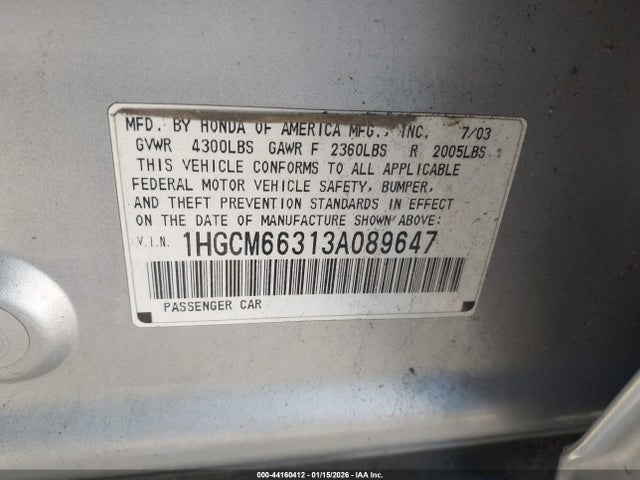 MFD. BY HONDA OF AMERICA MFG., INC. 7/03
GVWR 4300LBS GAWR F 2360LBS R 2005LBS
THIS VEHICLE CONFORMS TO ALL APPLICABLE
FEDERAL MOTOR VEHICLE SAFETY, BUMPER,
AND THEFT PREVENTION STANDARDS IN EFFECT
ON THE DATE OF MANUFACTURE SHOWN ABOVE:
V.I.N. 1HGCM66313A089647
PASSENGER CAR
000-44160412 | 01/15/2026 | IAA Inc.